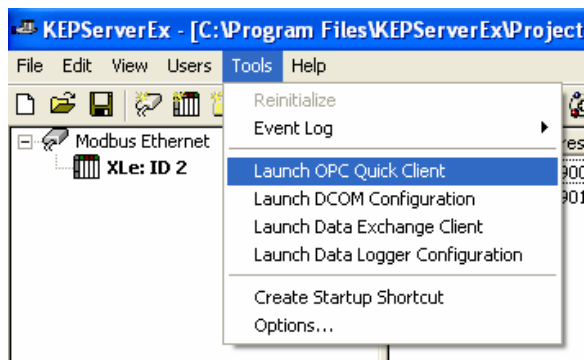 KEPServerEx - [C:\Program Files\KEPServerEx\Project
File Edit View Users Tools Help
Reinitialize
Event Log
Modbus Ethernet
XLe: ID 2
Launch OPC Quick Client
Launch DCOM Configuration
Launch Data Exchange Client
Launch Data Logger Configuration
Create Startup Shortcut
Options...